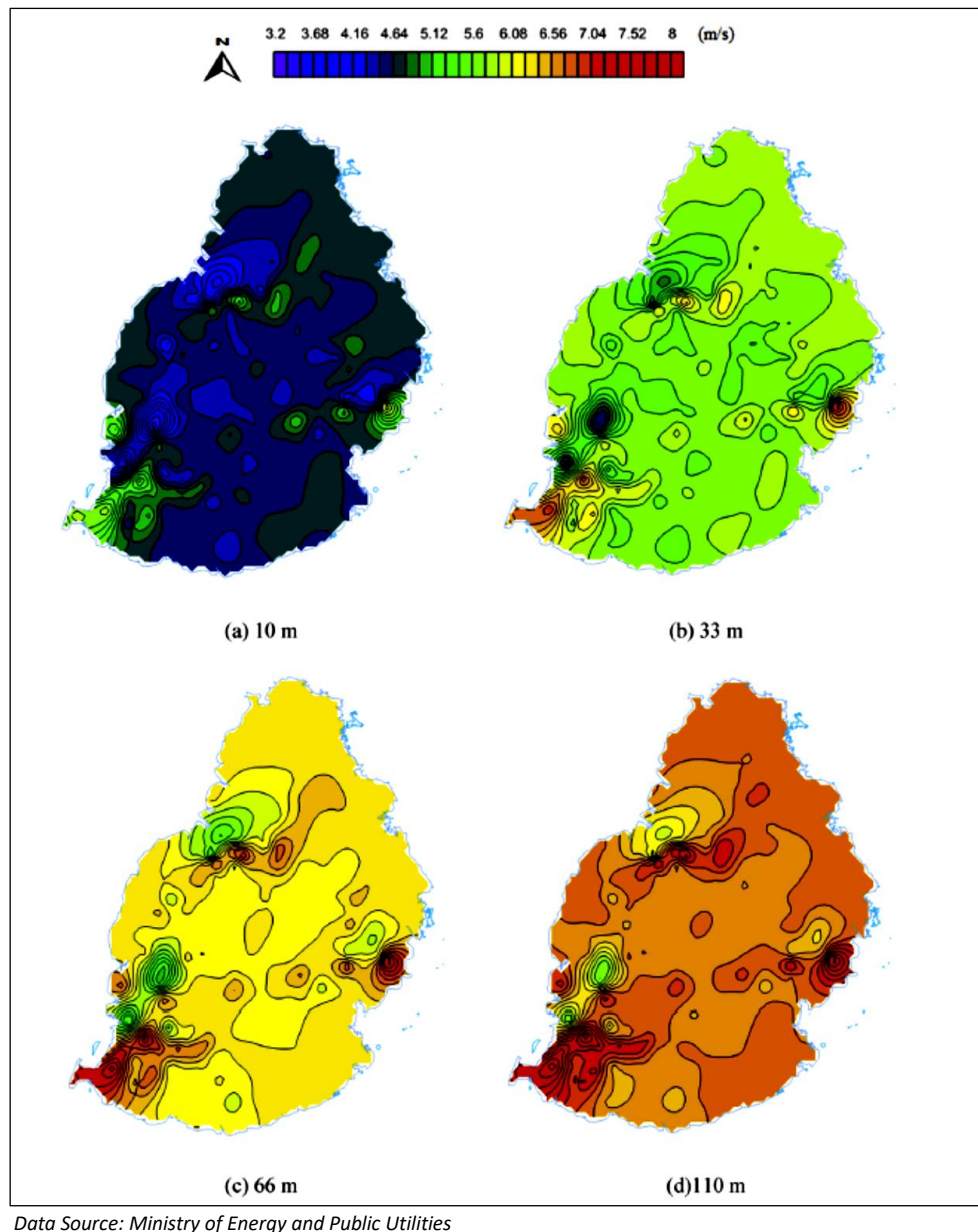 3.2 3.68 4.16 4.64 5.12 5.6 6.08 6.56 7.04 7.52 8 (m/s)
N
(a) 10 m
(b) 33 m
(c) 66 m
(d)110 m
Data Source: Ministry of Energy and Public Utilities